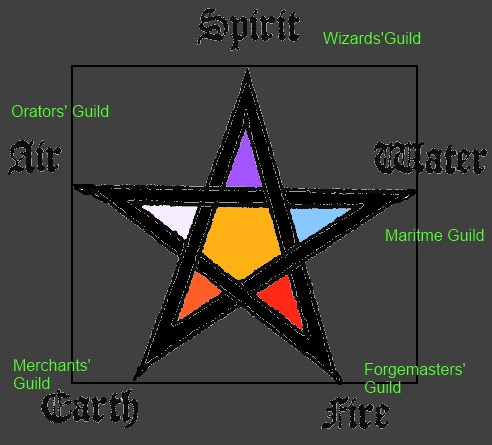 Spirit
Wizards'Guild
Orators' Guild
Air
Water
Maritme Guild
Merchants'
Guild
Forgemasters'
Guild
Earth
Fire